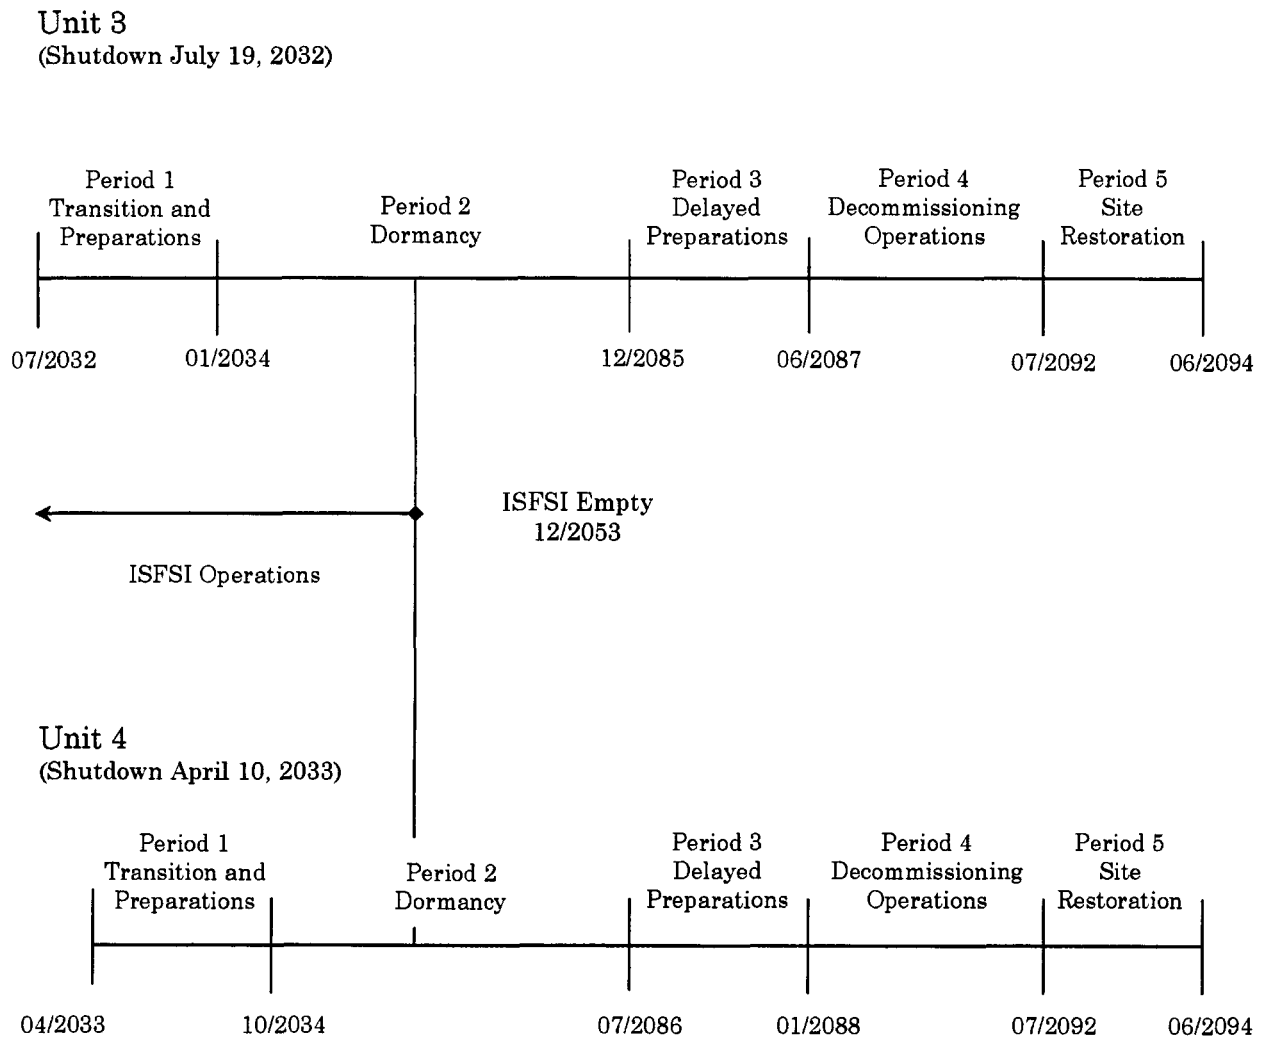 Unit 3
(Shutdown July 19, 2032)
Period 1
Transition and
Preparations
Period 2
Dormancy
Period 3
Delayed
Preparations
Period 4
Decommissioning
Operations
Period 5
Site
Restoration
07/2032
01/2034
12/2085
06/2087
07/2092
06/2094
ISFSI Empty
12/2053
ISFSI Operations
Unit 4
(Shutdown April 10, 2033)
Period 1
Transition and
Preparations
Period 2
Dormancy
Period 3
Delayed
Preparations
Period 4
Decommissioning
Operations
Period 5
Site
Restoration
04/2033
10/2034
07/2086
01/2088
07/2092
06/2094